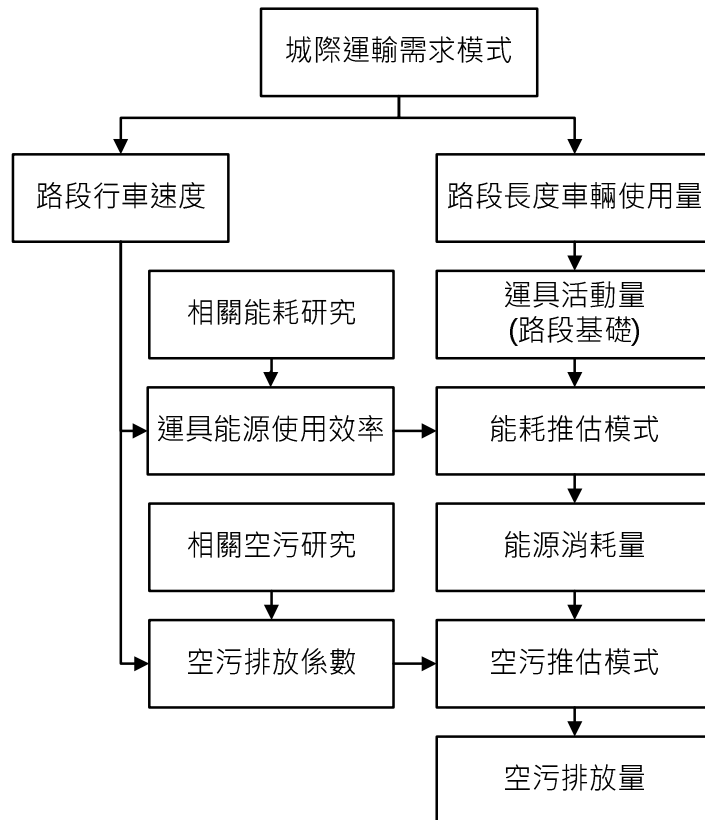 城際運輸需求模式
路段行車速度
路段長度車輛使用量
相關能耗研究
運具活動量
(路段基礎)
運具能源使用效率
能耗推估模式
相關空污研究
能源消耗量
空污排放係數
空污推估模式
空污排放量